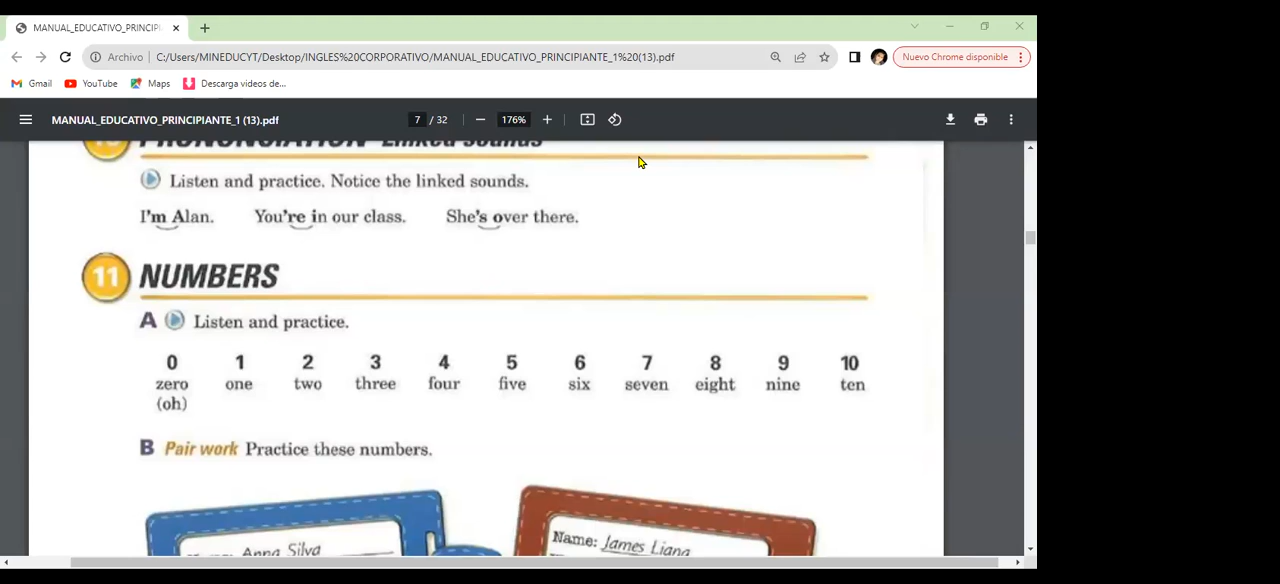 MANUAL_EDUCATIVO_PRINCIPI
Archivo C:/Users/MINEDUCYT/Desktop/INGLES%20CORPORATIVO/MANUAL_EDUCATIVO_PRINCIPIANTE_1%20(13).pdf Nuevo Chrome disponible
Gmail YouTube Maps Descarga videos de...
MANUAL_EDUCATIVO_PRINCIPIANTE_1 (13).pdf 7 / 32 176%
PRONUNCIATION Linked sounds
Listen and practice. Notice the linked sounds.
I'm Alan. You're in our class. She's over there.
11 NUMBERS
A Listen and practice.
0 1 2 3 4 5 6 7 8 9 10
zero one two three four five six seven eight nine ten
(oh)
B Pair work Practice these numbers.
Anna Silva Name: James Liang